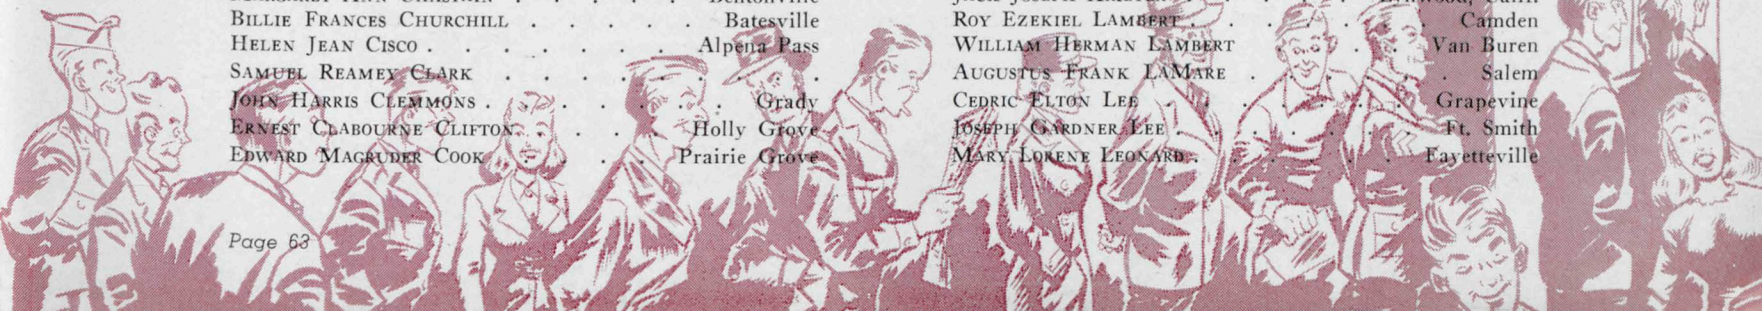 BILLIE FRANCES CHURCHILL . . . . . Batesville
HELEN JEAN CISCO . . . . . . . Alpena Pass
SAMUEL REAMEY CLARK . . . . . . . .
JOHN HARRIS CLEMMONS . . . . . . . Grady
ERNEST CLABOURNE CLIFTON . . . . Holly Grove
EDWARD MAGRUDER COOK . . . Prairie Grove
ROY EZEKIEL LAMBERT . . . . . . Camden
WILLIAM HERMAN LAMBERT . . . . Van Buren
AUGUSTUS FRANK LAMARE . . . . . . Salem
CEDRIC ELTON LEE . . . . . . . Grapevine
JOSEPH GARDNER LEE . . . . . . . Ft. Smith
MARY LORENE LEONARD . . . . . . Fayetteville
Page 63